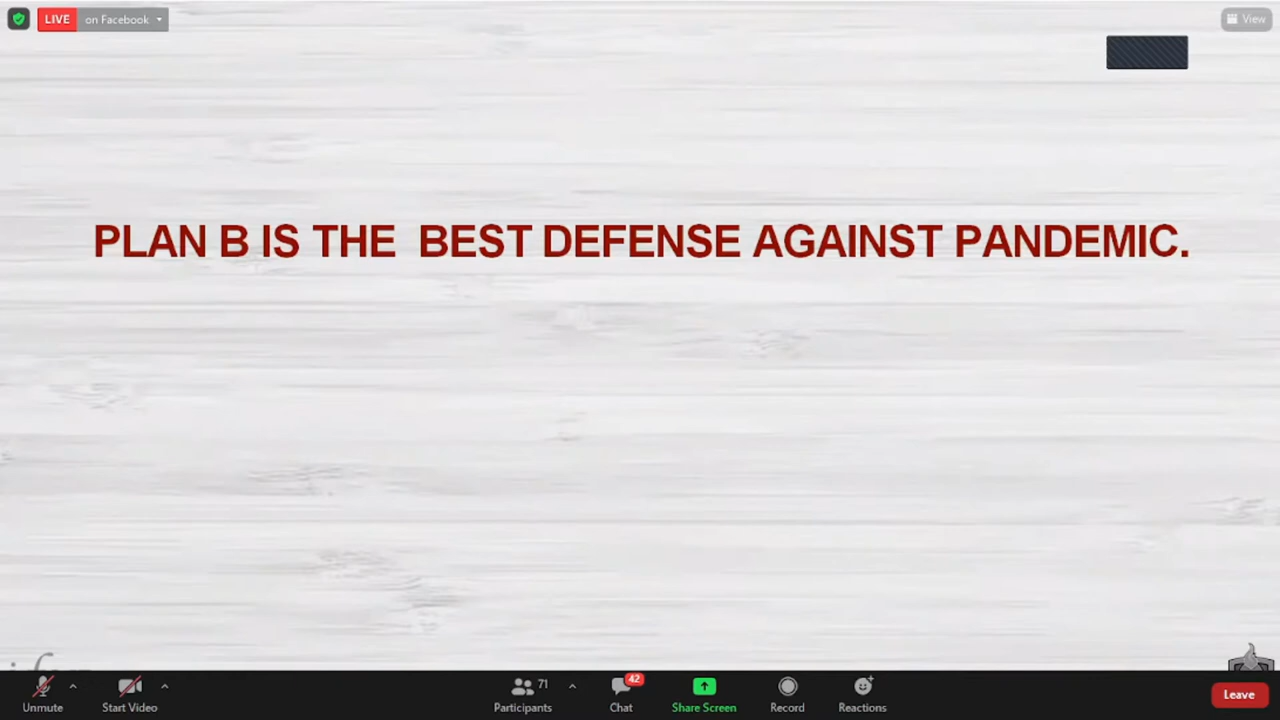 LIVE on Facebook
View
PLAN B IS THE  BEST DEFENSE AGAINST PANDEMIC.
71
42
Unmute
Start Video
Participants
Chat
Share Screen
Record
Reactions
Leave